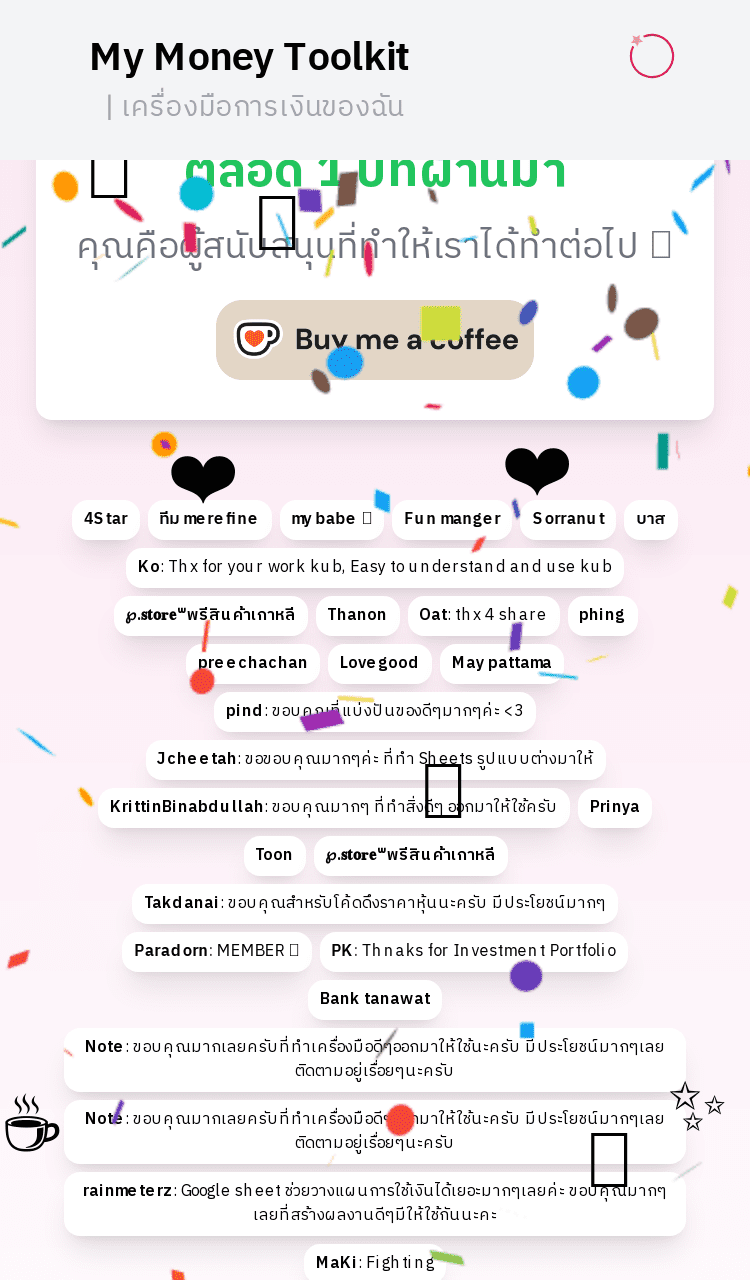 My Money Toolkit
| เครื่องมือการเงินของฉัน
ตลอด 1 ปีที่ผ่านมา
คุณคือผู้สนับสนุนที่ทำให้เราได้ทำต่อไป
Buy me a coffee
4Star ทีม merefine my babe Fun manger Sorranut บาส
Ko: Thx for your work kub, Easy to understand and use kub
℘.𝖘𝖙𝖔𝖗𝖊ᐡพรีสินค้าเกาหลี Thanon Oat: thx4 share phing
preechachan Lovegood May pattama
pind: ขอบคุณที่แบ่งปันของดีๆมากๆค่ะ <3
Jcheetah: ขอขอบคุณมากๆค่ะ ที่ทำ Sheets รูปแบบต่างมาให้
KrittinBinabdullah: ขอบคุณมากๆ ที่ทำสิ่งดีๆ ออกมาให้ใช้ครับ Prinya
Toon ℘.𝖘𝖙𝖔𝖗𝖊ᐡพรีสินค้าเกาหลี
Takdanai: ขอบคุณสำหรับโค้ดดึงราคาหุ้นนะครับ มีประโยชน์มากๆ
Paradorn: MEMBER PK: Thnaks for Investment Portfolio
Bank tanawat
Note: ขอบคุณมากเลยครับที่ทำเครื่องมือดีๆออกมาให้ใช้นะครับ มีประโยชน์มากๆเลย
ติดตามอยู่เรื่อยๆนะครับ
Note: ขอบคุณมากเลยครับที่ทำเครื่องมือดีๆออกมาให้ใช้นะครับ มีประโยชน์มากๆเลย
ติดตามอยู่เรื่อยๆนะครับ
rainmeterz: Google sheet ช่วยวางแผนการใช้เงินได้เยอะมากๆเลยค่ะ ขอบคุณมากๆ
เลยที่สร้างผลงานดีๆมีให้ใช้กันนะคะ
MaKi: Fighting